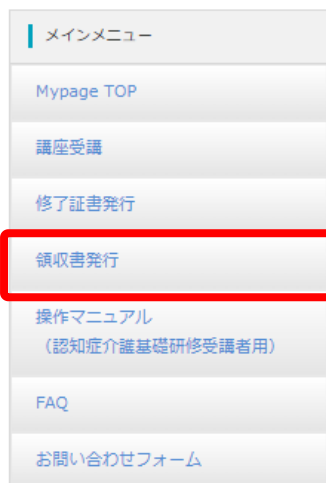 メインメニュー
Mypage TOP
講座受講
修了証書発行
領収書発行
操作マニュアル
（認知症介護基礎研修受講者用）
FAQ
お問い合わせフォーム